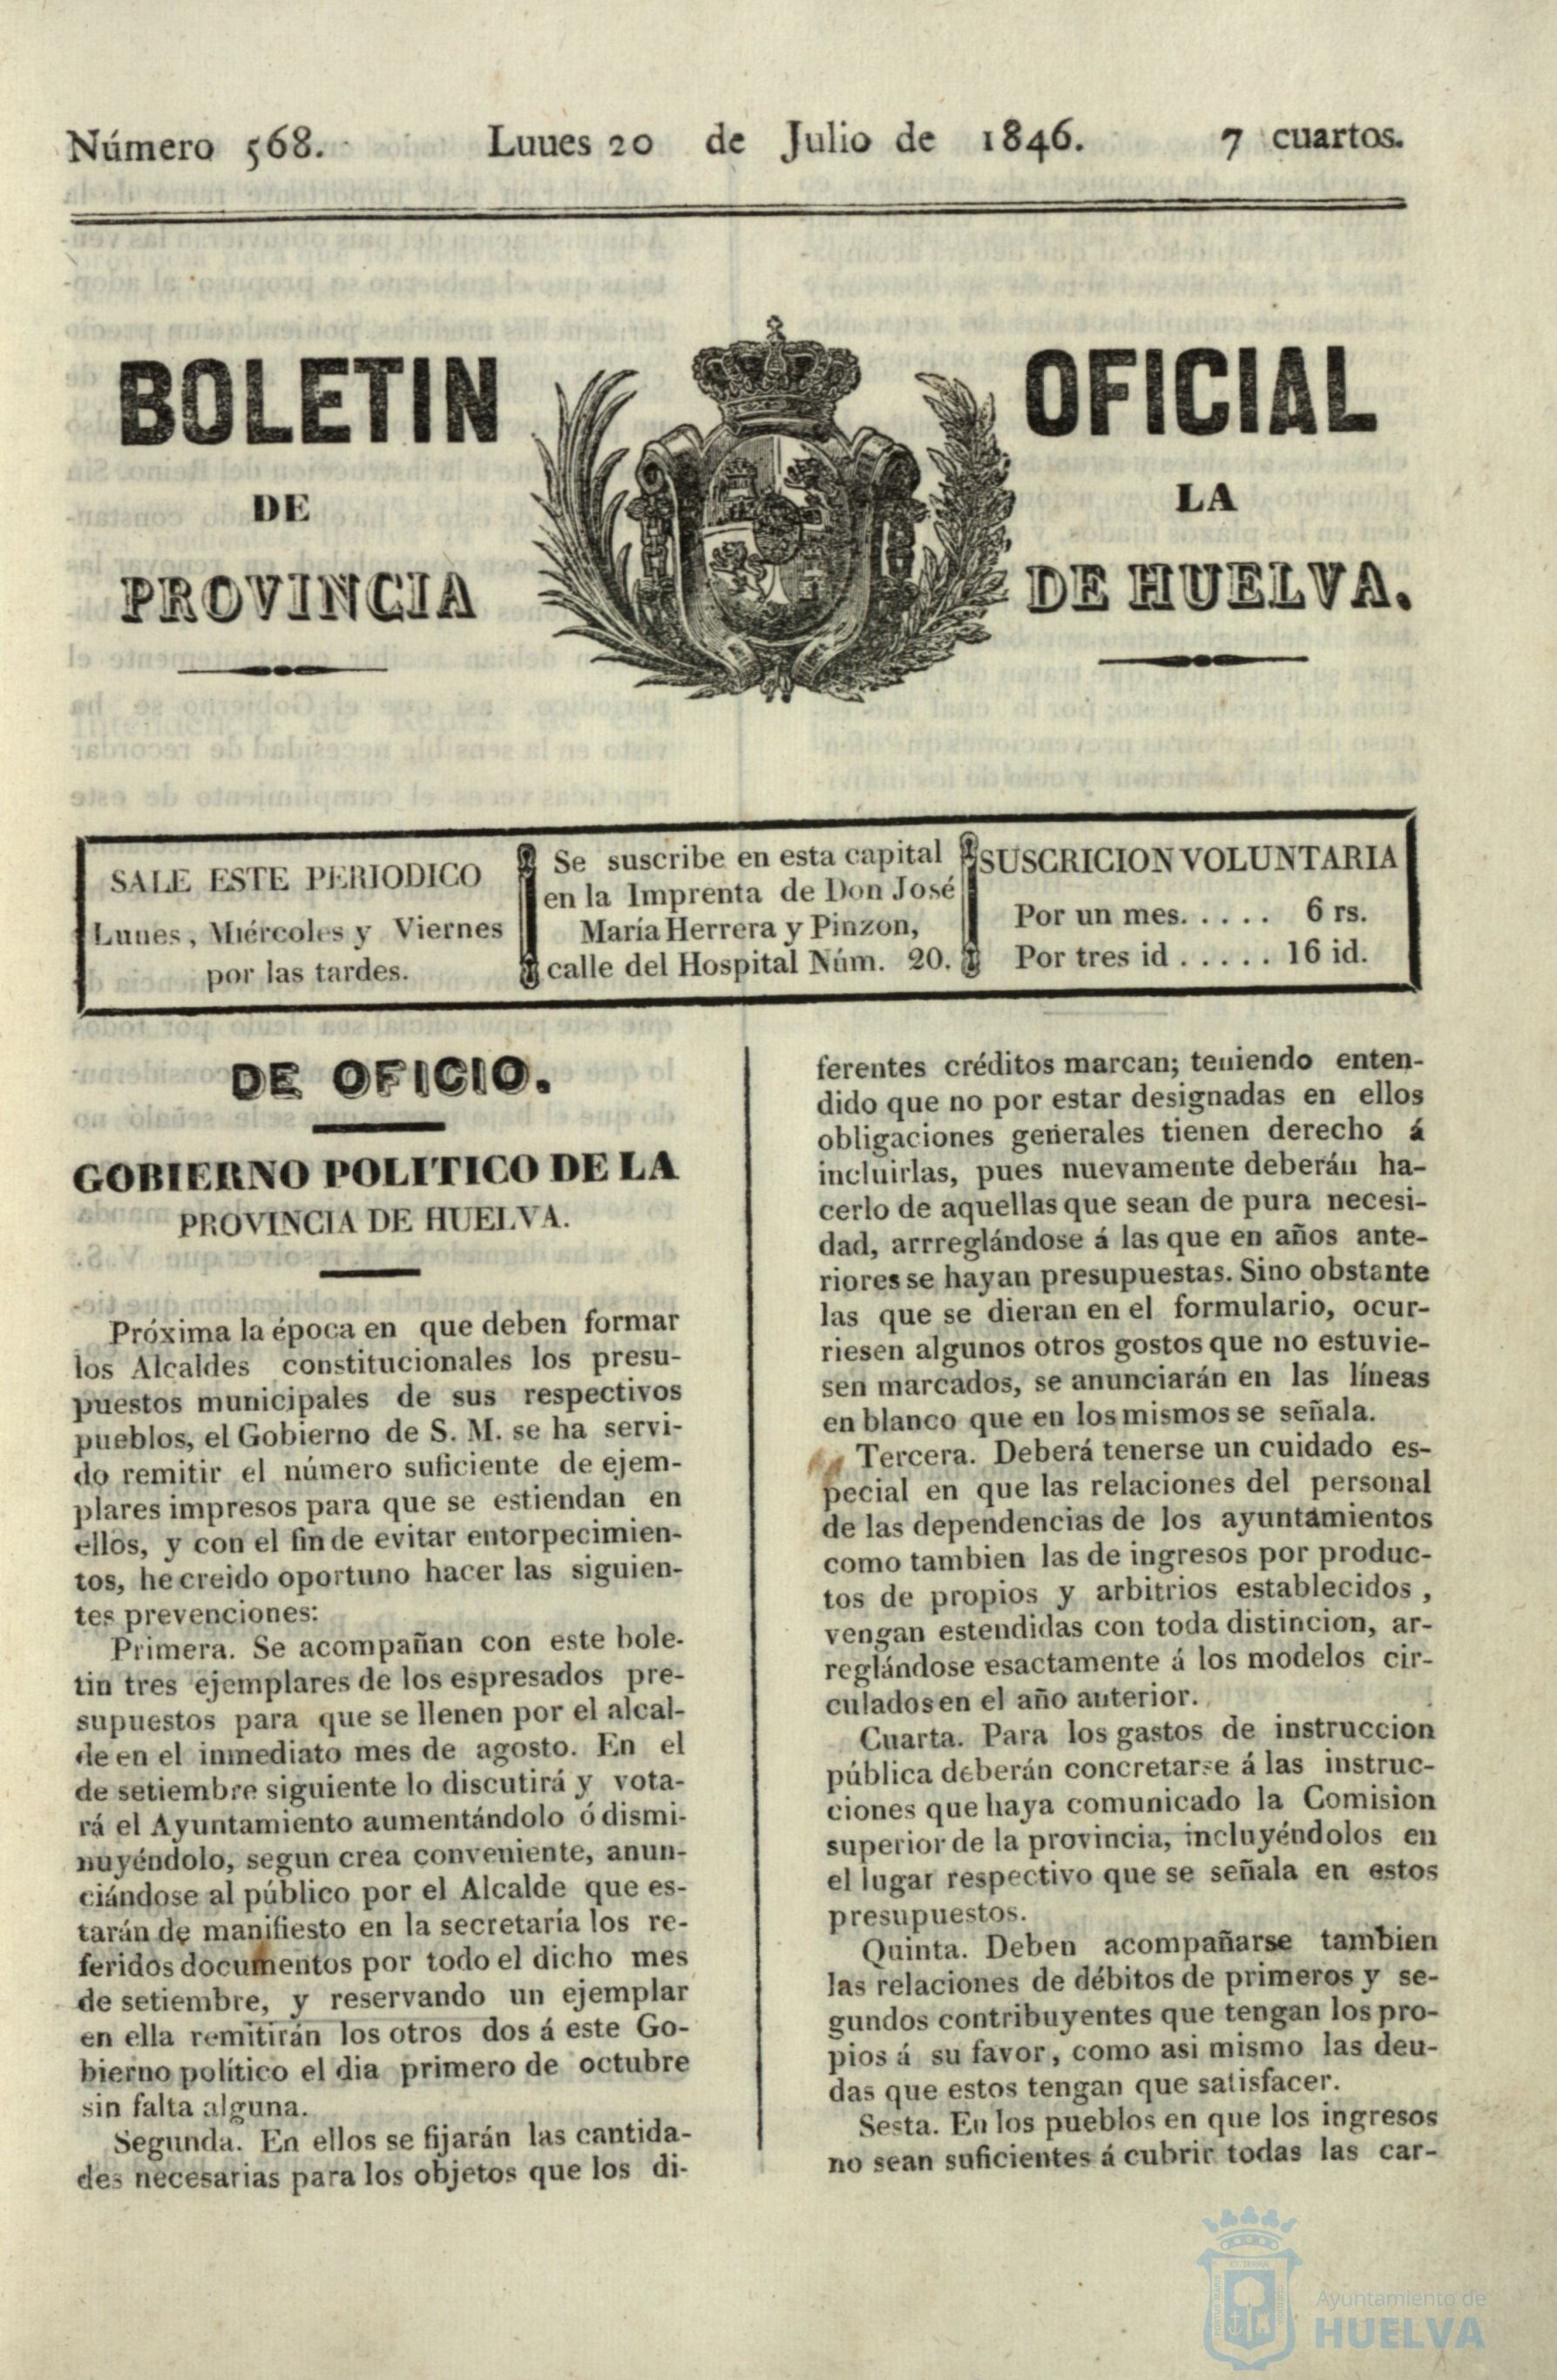 Número 568. Luues 20 de Julio de 1846. 7 cuartos.
BOLETIN OFICIAL
DE LA
PROVINCIA DE HUELVA.
SALE ESTE PERIODICO
Lunes, Miércoles y Viernes
por las tardes.
Se suscribe en esta capital
en la Imprenta de Don José
María Herrera y Pinzon,
calle del Hospital Núm. 20.
SUSCRICION VOLUNTARIA
Por un mes. . . . . 6 rs.
Por tres id . . . . . 16 id.
DE OFICIO.
GOBIERNO POLITICO DE LA
PROVINCIA DE HUELVA.
Próxima la época en que deben formar
los Alcaldes constitucionales los presu-
puestos municipales de sus respectivos
pueblos, el Gobierno de S. M. se ha servi-
do remitir el número suficiente de ejem-
plares impresos para que se estiendan en
ellos, y con el fin de evitar entorpecimien-
tos, he creido oportuno hacer las siguien-
tes prevenciones:
Primera. Se acompañan con este bole-
tin tres ejemplares de los espresados pre-
supuestos para que se llenen por el alcal-
de en el inmediato mes de agosto. En el
de setiembre siguiente lo discutirá y vota-
rá el Ayuntamiento aumentándolo ó dismi-
nuyéndolo, segun crea conveniente, anun-
ciándose al público por el Alcalde que es-
tarán de manifiesto en la secretaría los re-
feridos documentos por todo el dicho mes
de setiembre, y reservando un ejemplar
en ella remitirán los otros dos á este Go-
bierno político el dia primero de octubre
sin falta alguna.
Segunda. En ellos se fijarán las cantida-
des necesarias para los objetos que los di-
ferentes créditos marcan; teniendo enten-
dido que no por estar designadas en ellos
obligaciones generales tienen derecho á
incluirlas, pues nuevamente deberán ha-
cerlo de aquellas que sean de pura necesi-
dad, arrreglándose á las que en años ante-
riores se hayan presupuestas. Sino obstante
las que se dieran en el formulario, ocur-
riesen algunos otros gostos que no estuvie-
sen marcados, se anunciarán en las líneas
en blanco que en los mismos se señala.
Tercera. Deberá tenerse un cuidado es-
pecial en que las relaciones del personal
de las dependencias de los ayuntamientos
como tambien las de ingresos por produc-
tos de propios y arbitrios establecidos ,
vengan estendidas con toda distincion, ar-
reglándose esactamente á los modelos cir-
culados en el año anterior.
Cuarta. Para los gastos de instruccion
pública deberán concretarse á las instruc-
ciones que haya comunicado la Comision
superior de la provincia, incluyéndolos en
el lugar respectivo que se señala en estos
presupuestos.
Quinta. Deben acompañarse tambien
las relaciones de débitos de primeros y se-
gundos contribuyentes que tengan los pro-
pios á su favor, como asi mismo las deu-
das que estos tengan que satisfacer.
Sesta. En los pueblos en que los ingresos
no sean suficientes á cubrir todas las car-
Ayuntamiento de
HUELVA